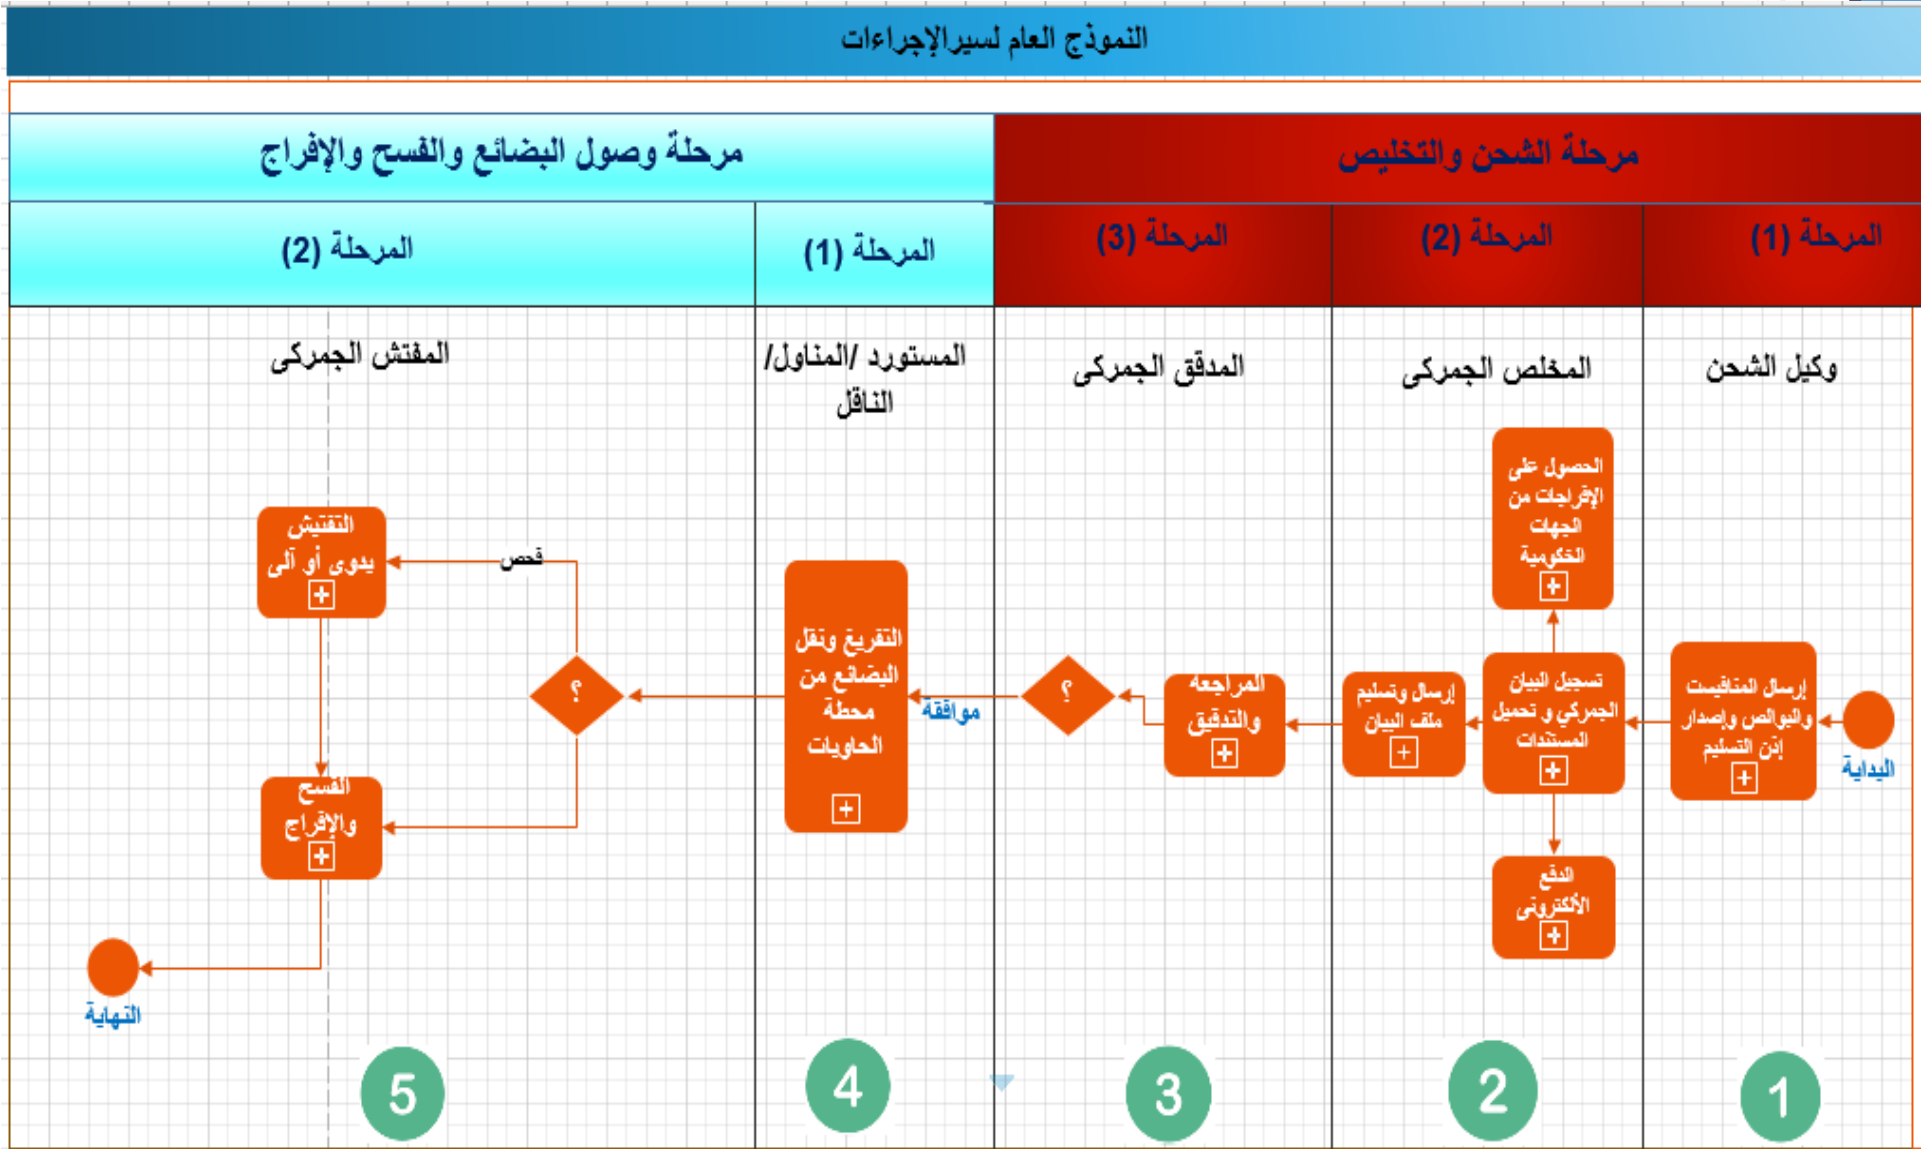 النموذج العام لسيرالإجراءات
مرحلة الشحن والتخليص
مرحلة وصول البضائع والفسح والإفراج
المرحلة (1)
المرحلة (2)
المرحلة (3)
المرحلة (1)
المرحلة (2)
وكيل الشحن
المخلص الجمركى
المدقق الجمركى
المستورد /المناول/
الناقل
المفتش الجمركى
البداية
إرسال المنافيست
والبوالص وإصدار
إذن التسليم
الحصول على
الإفراجات من
الجهات
الحكومية
تسجيل البيان
الجمركي و تحميل
المستندات
الدفع
الألكترونى
إرسال وتسليم
ملف البيان
المراجعة
والتدقيق
؟
موافقة
التفريغ ونقل
البضائع من
محطة
الحاويات
؟
فحص
التفتيش
يدوى أو آلى
الفسح
والإفراج
النهاية
1
2
3
4
5